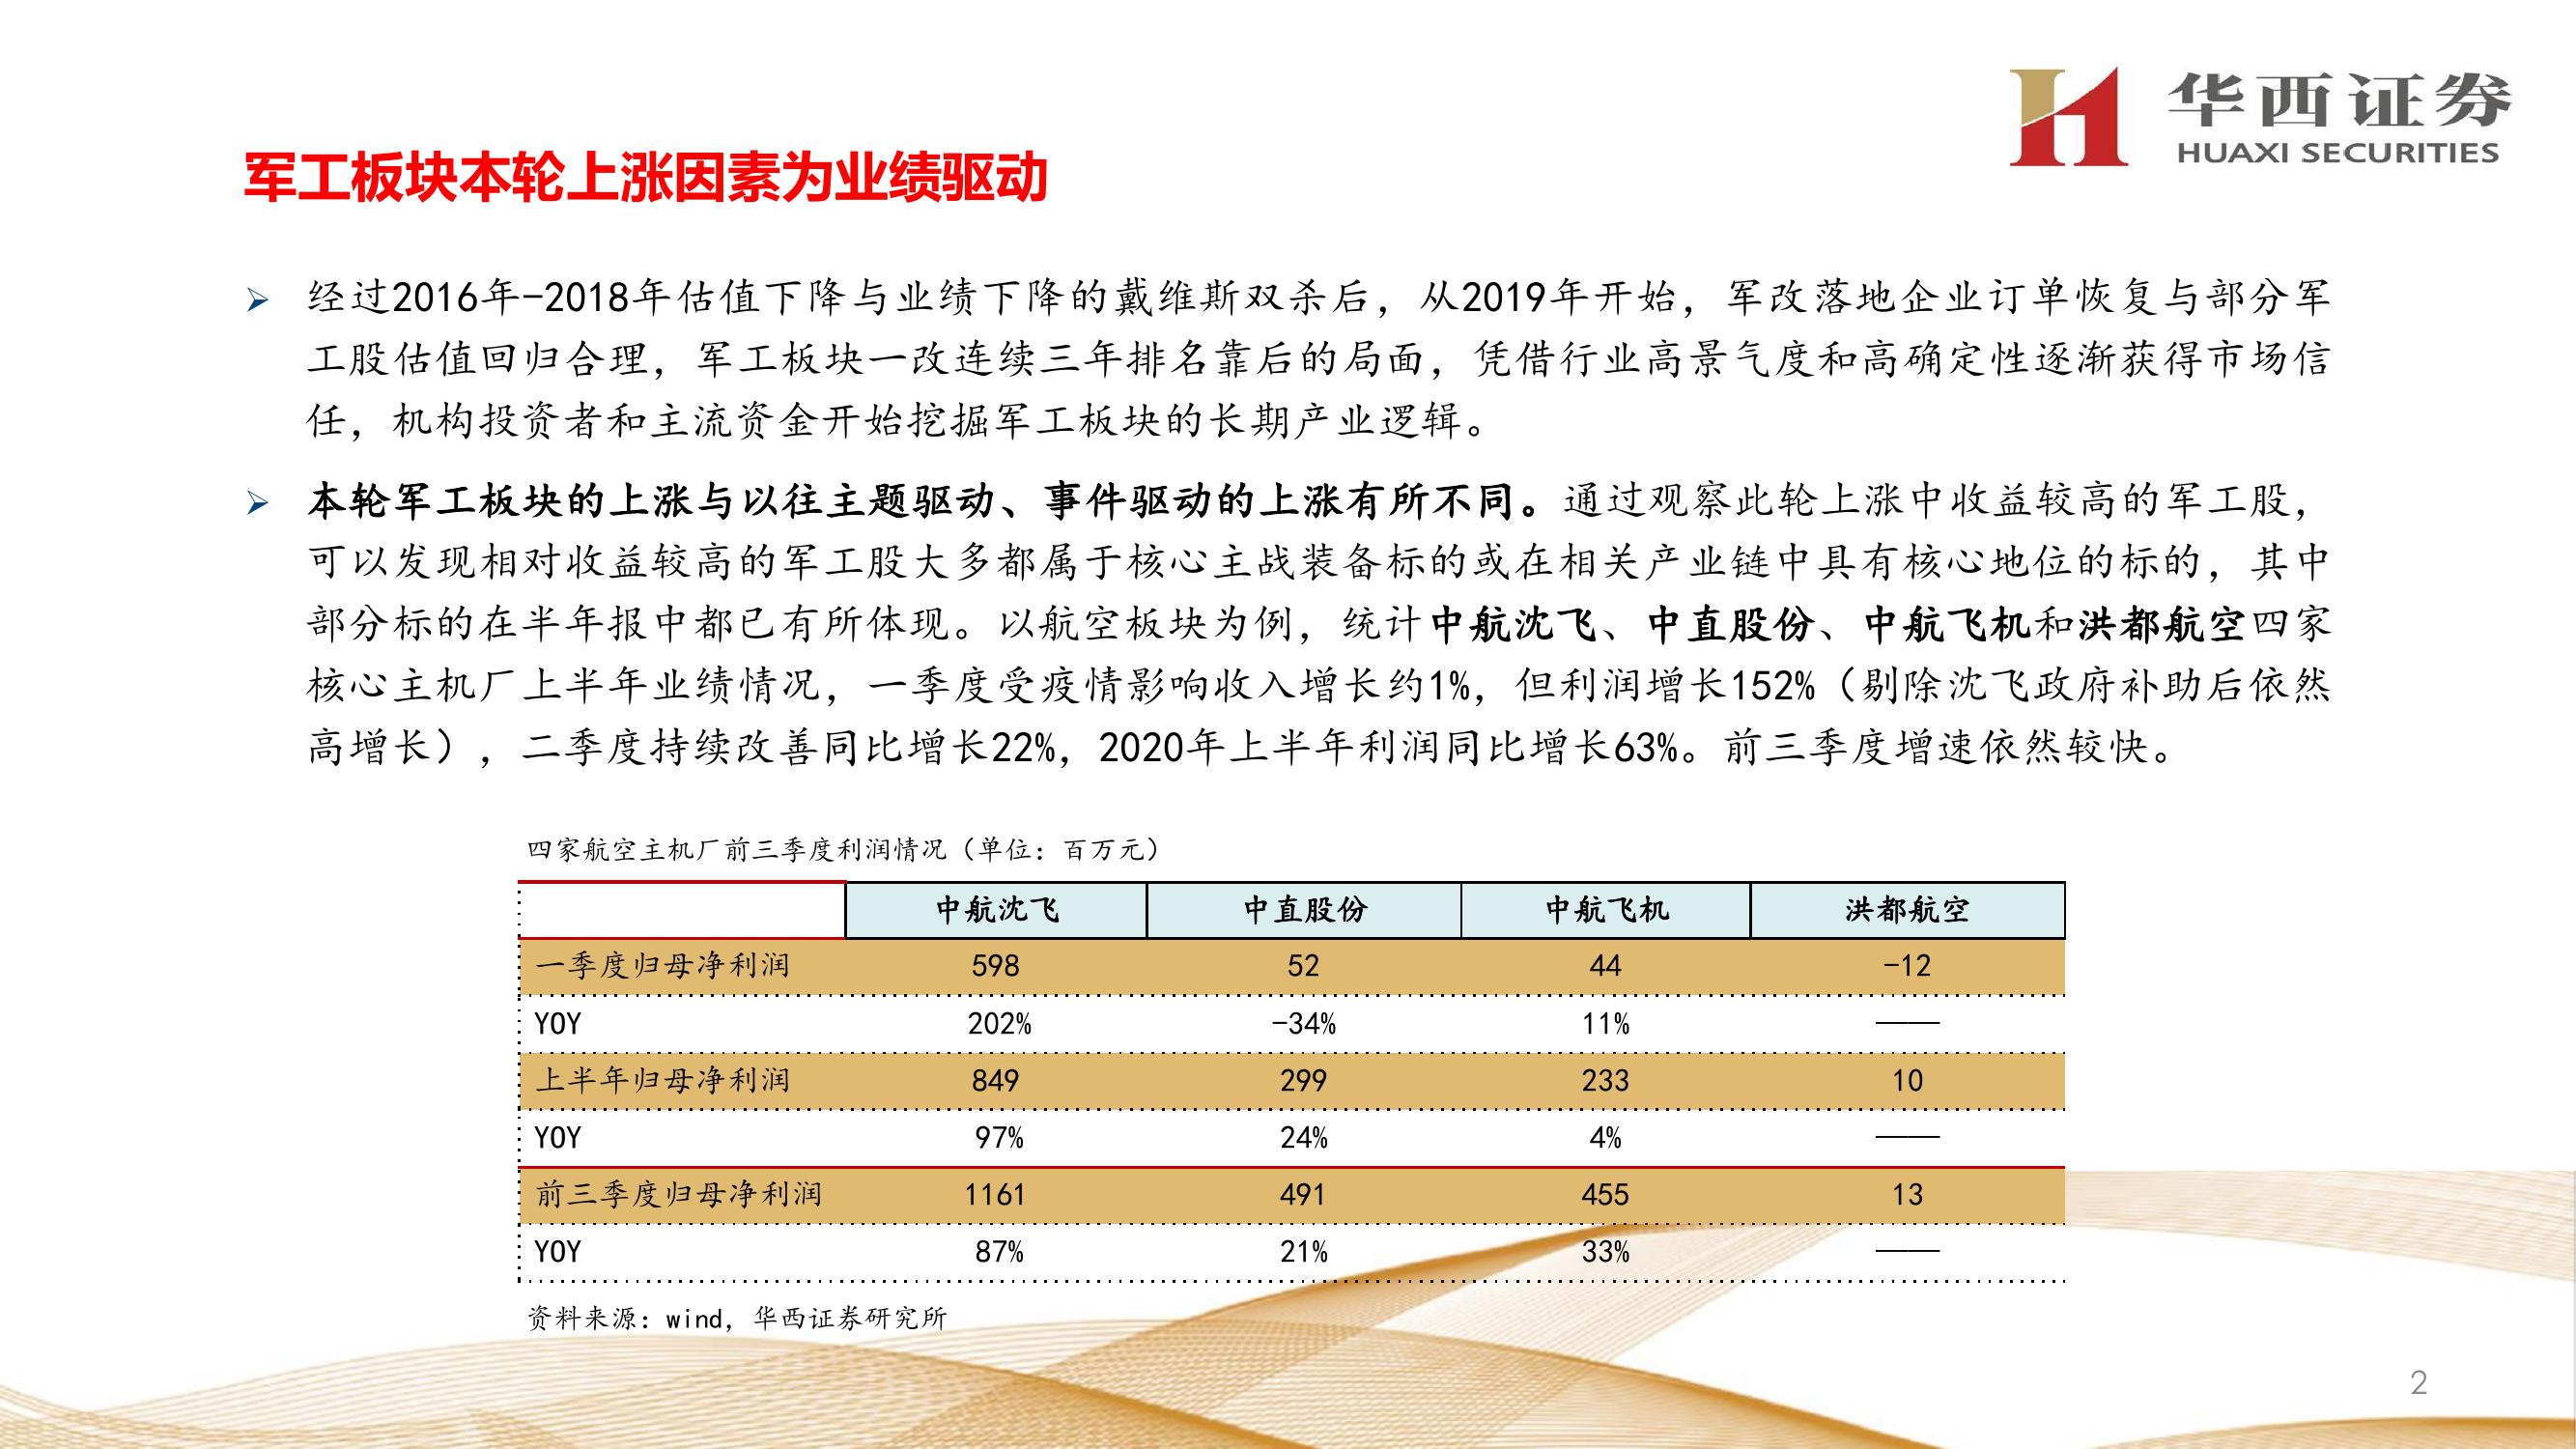 华西证券
HUAXI SECURITIES
军工板块本轮上涨因素为业绩驱动
经过2016年-2018年估值下降与业绩下降的戴维斯双杀后，从2019年开始，军改落地企业订单恢复与部分军
工股估值回归合理，军工板块一改连续三年排名靠后的局面，凭借行业高景气度和高确定性逐渐获得市场信
任，机构投资者和主流资金开始挖掘军工板块的长期产业逻辑。
本轮军工板块的上涨与以往主题驱动、事件驱动的上涨有所不同。通过观察此轮上涨中收益较高的军工股，
可以发现相对收益较高的军工股大多都属于核心主战装备标的或在相关产业链中具有核心地位的标的，其中
部分标的在半年报中都已有所体现。以航空板块为例，统计中航沈飞、中直股份、中航飞机和洪都航空四家
核心主机厂上半年业绩情况，一季度受疫情影响收入增长约1%，但利润增长152%（剔除沈飞政府补助后依然
高增长），二季度持续改善同比增长22%，2020年上半年利润同比增长63%。前三季度增速依然较快。
四家航空主机厂前三季度利润情况（单位：百万元）
中航沈飞 中直股份 中航飞机 洪都航空
一季度归母净利润 598 52 44 -12
YOY 202% -34% 11% ——
上半年归母净利润 849 299 233 10
YOY 97% 24% 4% ——
前三季度归母净利润 1161 491 455 13
YOY 87% 21% 33% ——
资料来源：wind，华西证券研究所
2